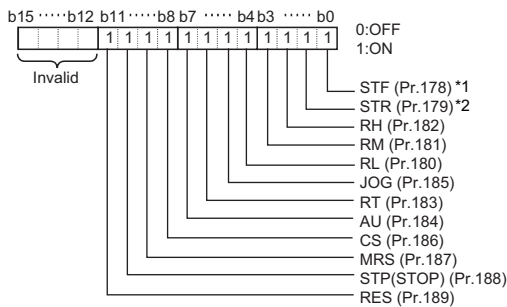 b15 ·····b12 b11 ·····b8 b7 ·····b4 b3 ·····b0
1 1 1 1 1 1 1 1 1 1 1 1
0:OFF
1:ON
Invalid
STF (Pr.178) *1
STR (Pr.179)*2
RH (Pr.182)
RM (Pr.181)
RL (Pr.180)
JOG (Pr.185)
RT (Pr.183)
AU (Pr.184)
CS (Pr.186)
MRS (Pr.187)
STP(STOP) (Pr.188)
RES (Pr.189)